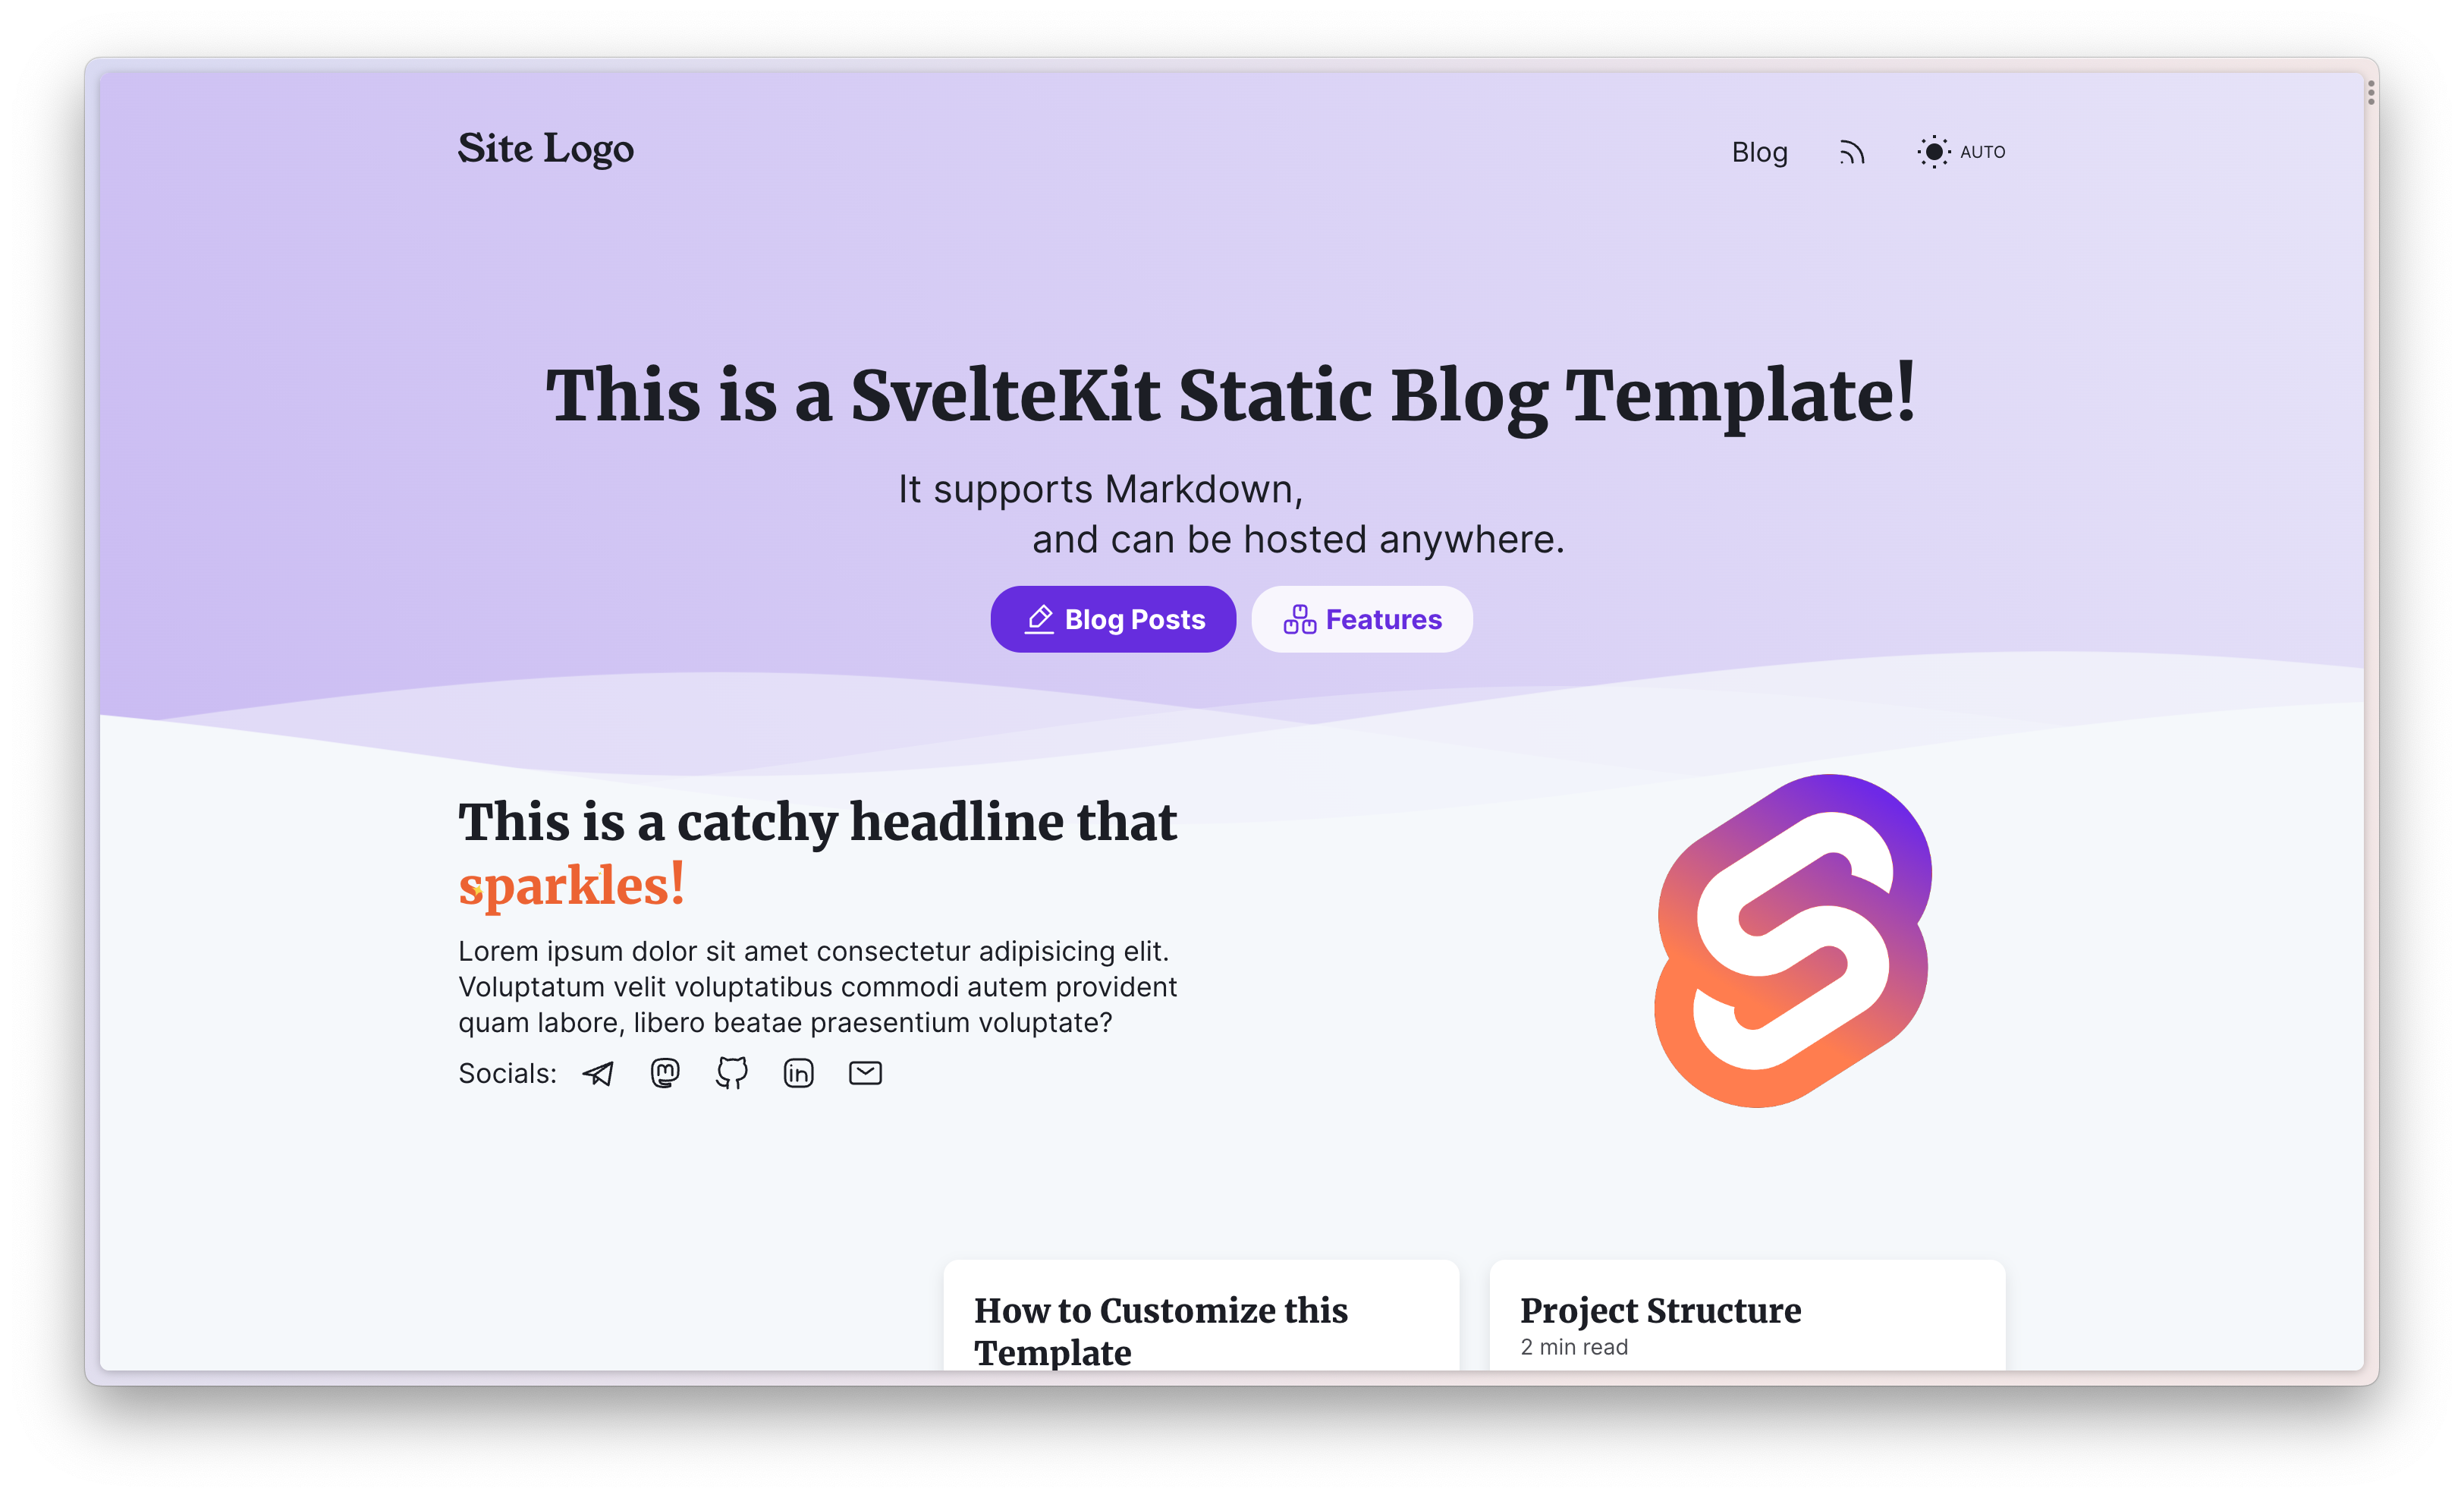 Site Logo
Blog
AUTO
This is a SvelteKit Static Blog Template!
It supports Markdown,
and can be hosted anywhere.
Blog Posts
Features
This is a catchy headline that
sparkles!
Lorem ipsum dolor sit amet consectetur adipisicing elit.
Voluptatum velit voluptatibus commodi autem provident
quam labore, libero beatae praesentium voluptate?
Socials:
How to Customize this
Template
Project Structure
2 min read